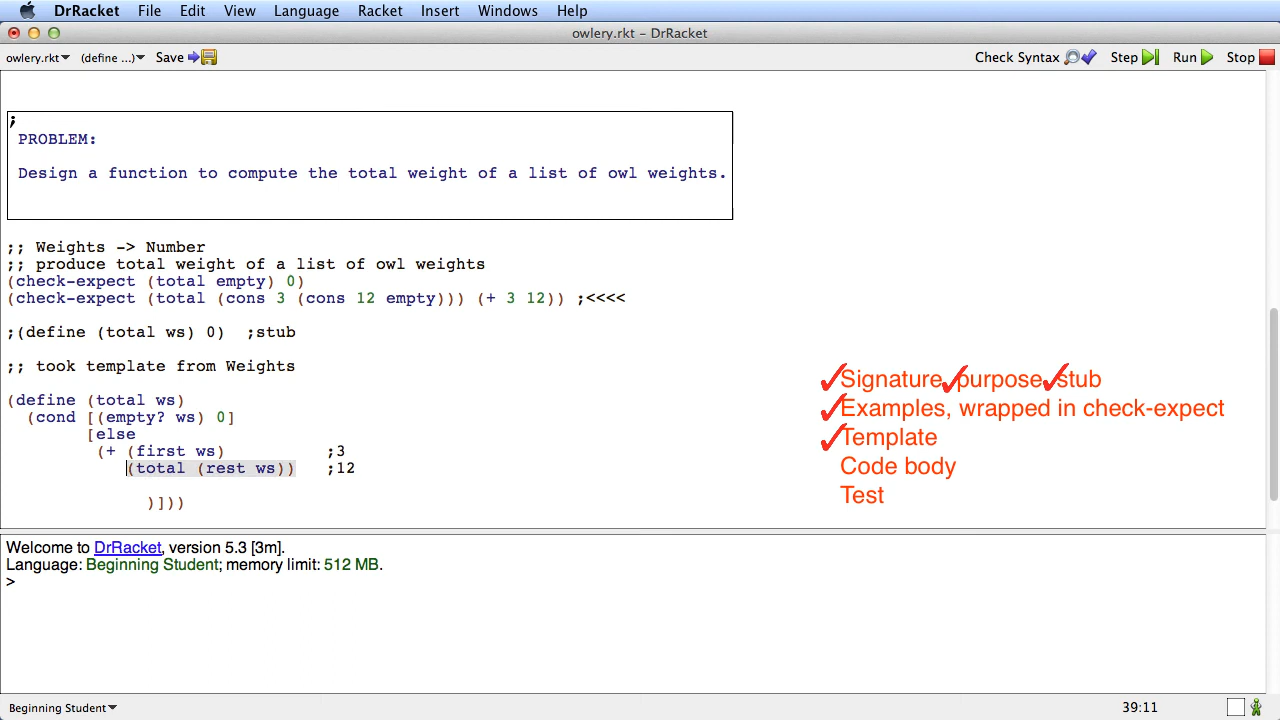 DrRacket File Edit View Language Racket Insert Windows Help
owlery.rkt - DrRacket
owlery.rkt (define ...) Save Check Syntax Step Run Stop
;
PROBLEM:
Design a function to compute the total weight of a list of owl weights.
;; Weights -> Number
;; produce total weight of a list of owl weights
(check-expect (total empty) 0)
(check-expect (total (cons 3 (cons 12 empty))) (+ 3 12)) ;<<<<
;(define (total ws) 0)  ;stub
;; took template from Weights
(define (total ws)
  (cond [(empty? ws) 0]
        [else
         (+ (first ws)          ;3
            (total (rest ws))   ;12
              )]))
Signature, purpose, stub
Examples, wrapped in check-expect
Template
Code body
Test
Welcome to DrRacket, version 5.3 [3m].
Language: Beginning Student; memory limit: 512 MB.
>
Beginning Student 39:11